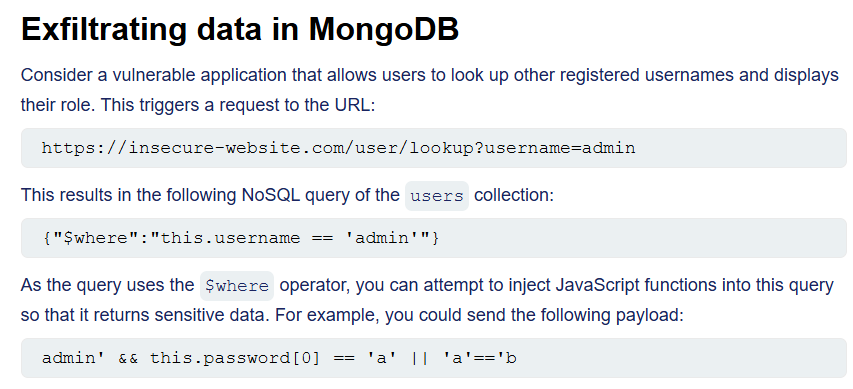 Exfiltrating data in MongoDB
Consider a vulnerable application that allows users to look up other registered usernames and displays
their role. This triggers a request to the URL:
https://insecure-website.com/user/lookup?username=admin
This results in the following NoSQL query of the users collection:
{"$where":"this.username == 'admin'"}
As the query uses the $where operator, you can attempt to inject JavaScript functions into this query
so that it returns sensitive data. For example, you could send the following payload:
admin' && this.password[0] == 'a' || 'a'=='b